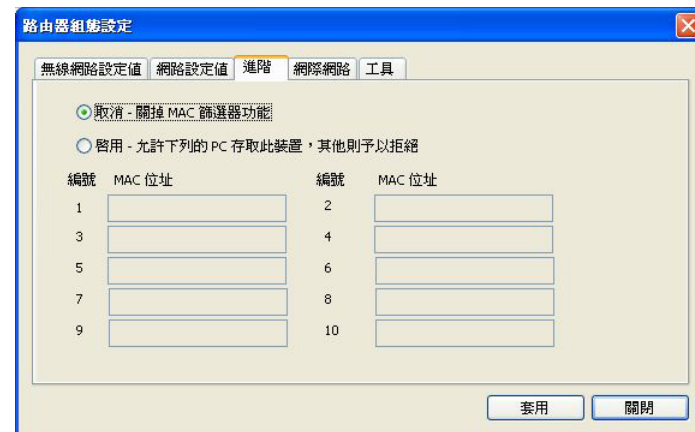 路由器組態設定
無線網路設定值 網路設定值 進階 網際網路 工具
取消 - 關掉 MAC 篩選器功能
啓用 - 允許下列的 PC 存取此裝置，其他則予以拒絕
編號 MAC 位址 編號 MAC 位址
1 2
3 4
5 6
7 8
9 10
套用 關閉